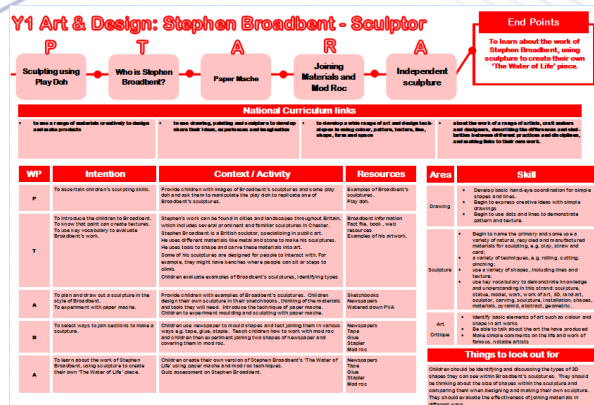 Y1 Art & Design: Stephen Broadbent - Sculptor
P T A R A
Sculpting using
Play Doh
Who is Stephen
Broadbent?
Paper Mache
Joining
Materials and
Mod Roc
Independent
sculpture
End Points
To learn about the work of
Stephen Broadbent, using
sculpture to create their own
'The Water of Life' piece.
National Curriculum links
to use a range of materials creatively to design
and make products
to use drawing, painting and sculpture to develop
share their ideas, experiences and imagination
to develop a wide range of art and design tech-
niques in using colour, pattern, texture, line,
shape, form and space
about the work of a range of artists, craft makers
and designers, describing the differences and simi-
larities between different practices and disciplines,
and making links to their own work.
WP Intention Context / Activity Resources
P
To ascertain children's sculpting skills.
Provide children with images of Broadbent's sculptures and some play
doh and ask them to manipulate the play doh to replicate one of
Broadbent's sculptures.
Examples of Broadbent's
sculptures.
Play doh.
T
To introduce the children to Broadbent.
To know that paint can create textures.
To use key vocabulary to evaluate
Broadbent's work.
Stephen's work can be found in cities and landscapes throughout Britain,
which includes several prominent and familiar sculptures in Chester.
Stephen Broadbent is a British sculptor, specialising in public art.
He uses different materials like metal and stone to make his sculptures.
He uses tools to shape and carve these materials into art.
Some of his sculptures are designed for people to interact with. For
example, they might have benches where people can sit or steps to
climb.
Children evaluate examples of Broadbent's sculptures, identifying types
Broadbent information
Fact file, book, web
resources
Examples of his artwork.
A
To plan and draw out a sculpture in the
style of Broadbent.
To experiment with paper mache.
Provide children with examples of Broadbent's sculptures. Children
design their own sculpture in their sketchbooks, thinking of the materials
and tools they will need. Introduce the technique of paper mache.
Children to experiment moulding and sculpting with paper mache.
Sketchbooks
Newspapers
Watered down PVA
R
To select ways to join sections to make a
sculpture.
Children use newspaper to mould shapes and test joining them in various
ways e.g. tape, glue, staple. Teach children how to work with mod roc
and children then experiment joining two shapes of newspaper and
covering them in mod roc.
Newspapers
Tape
Glue
Stapler
Mod roc
A
To learn about the work of Stephen
Broadbent, using sculpture to create
their own 'The Water of Life' piece.
Children create their own version of Stephen Broadbent's 'The Water of
Life' using paper mache and mod roc techniques.
Quiz assessment on Stephen Broadbent.
Newspapers
Tape
Glue
Stapler
Mod roc
Area Skill
Drawing
Develop basic hand-eye coordination for simple
shapes and lines.
Begin to express creative ideas with simple
drawings
Begin to use dots and lines to demonstrate
pattern and texture.
Sculpture
Begin to name the primary and some use a
variety of natural, recycled and manufactured
materials for sculpting, e.g. clay, straw and
card;
a variety of techniques, e.g. rolling, cutting,
pinching;
use a variety of shapes, including lines and
texture;
use key vocabulary to demonstrate knowledge
and understanding in this strand: sculpture,
statue, model, work, work of art, 3D, land art,
sculptor, carving, sculpture, installation, shapes,
materials, pyramid, abstract, geometric.
Art
Critique
Identify basic elements of art such as colour and
shape in art works
Be able to talk about the art the have produced
Make simple comments on the life and work of
famous, notable artists
Things to look out for
Children should be identifying and discussing the types of 3D
shapes they can see within Broadbent's sculptures. They should
be thinking about the size of shapes within the sculpture and
comparing them when designing and making their own sculpture.
They should evaluate the effectiveness of joining materials in